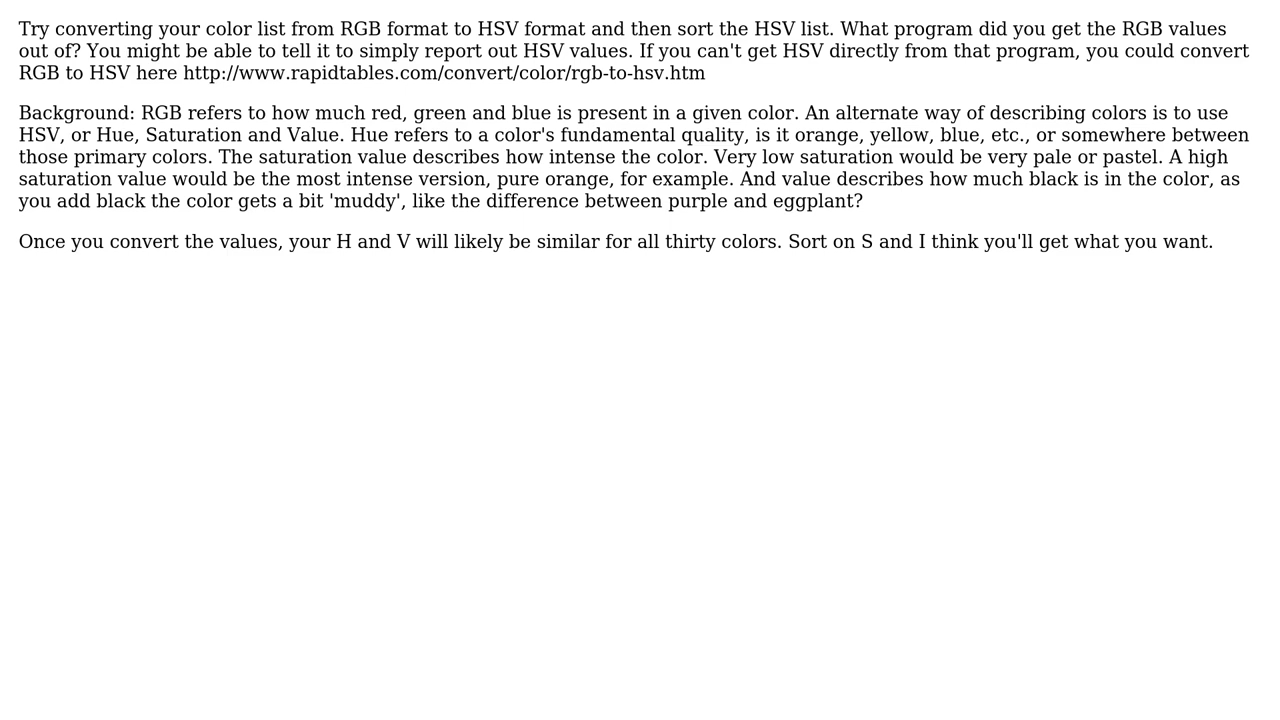 Try converting your color list from RGB format to HSV format and then sort the HSV list. What program did you get the RGB values
out of? You might be able to tell it to simply report out HSV values. If you can't get HSV directly from that program, you could convert
RGB to HSV here http://www.rapidtables.com/convert/color/rgb-to-hsv.htm
Background: RGB refers to how much red, green and blue is present in a given color. An alternate way of describing colors is to use
HSV, or Hue, Saturation and Value. Hue refers to a color's fundamental quality, is it orange, yellow, blue, etc., or somewhere between
those primary colors. The saturation value describes how intense the color. Very low saturation would be very pale or pastel. A high
saturation value would be the most intense version, pure orange, for example. And value describes how much black is in the color, as
you add black the color gets a bit 'muddy', like the difference between purple and eggplant?
Once you convert the values, your H and V will likely be similar for all thirty colors. Sort on S and I think you'll get what you want.